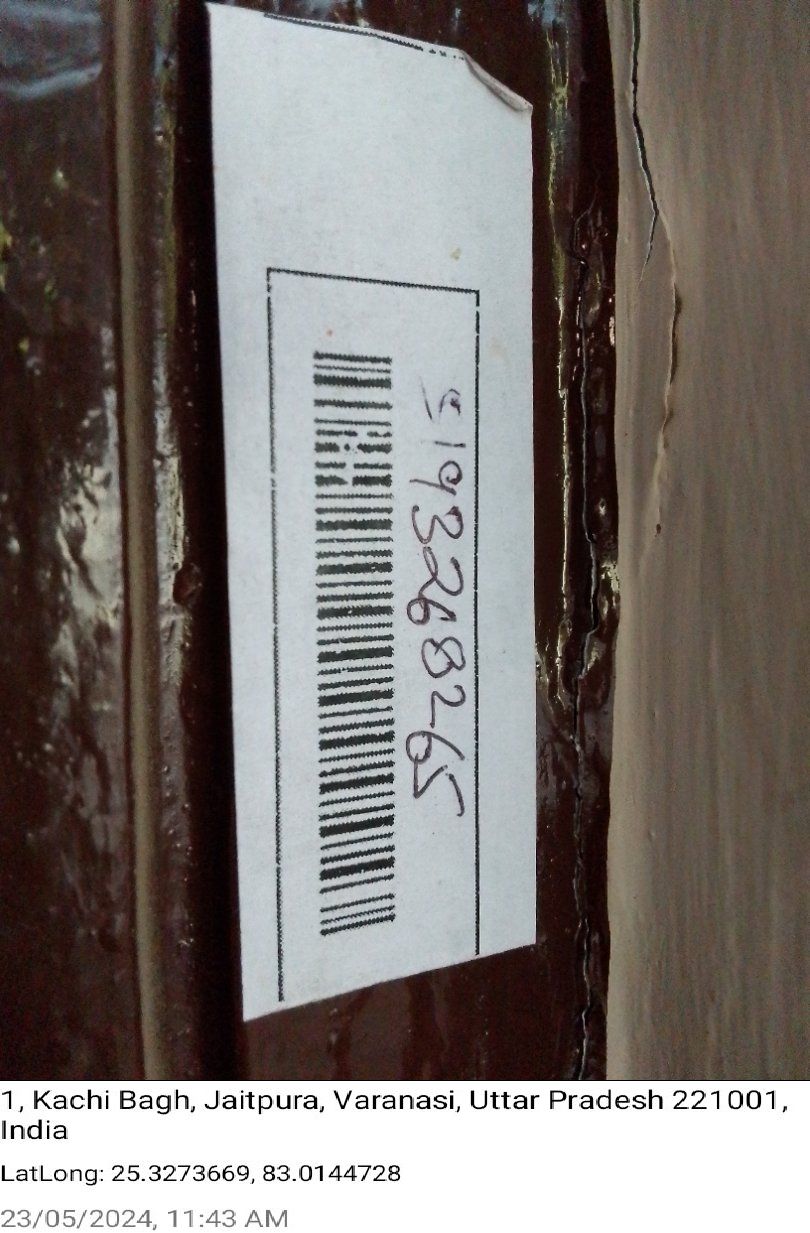 5193268265
1, Kachi Bagh, Jaitpura, Varanasi, Uttar Pradesh 221001,
India
LatLong: 25.3273669, 83.0144728
23/05/2024, 11:43 AM